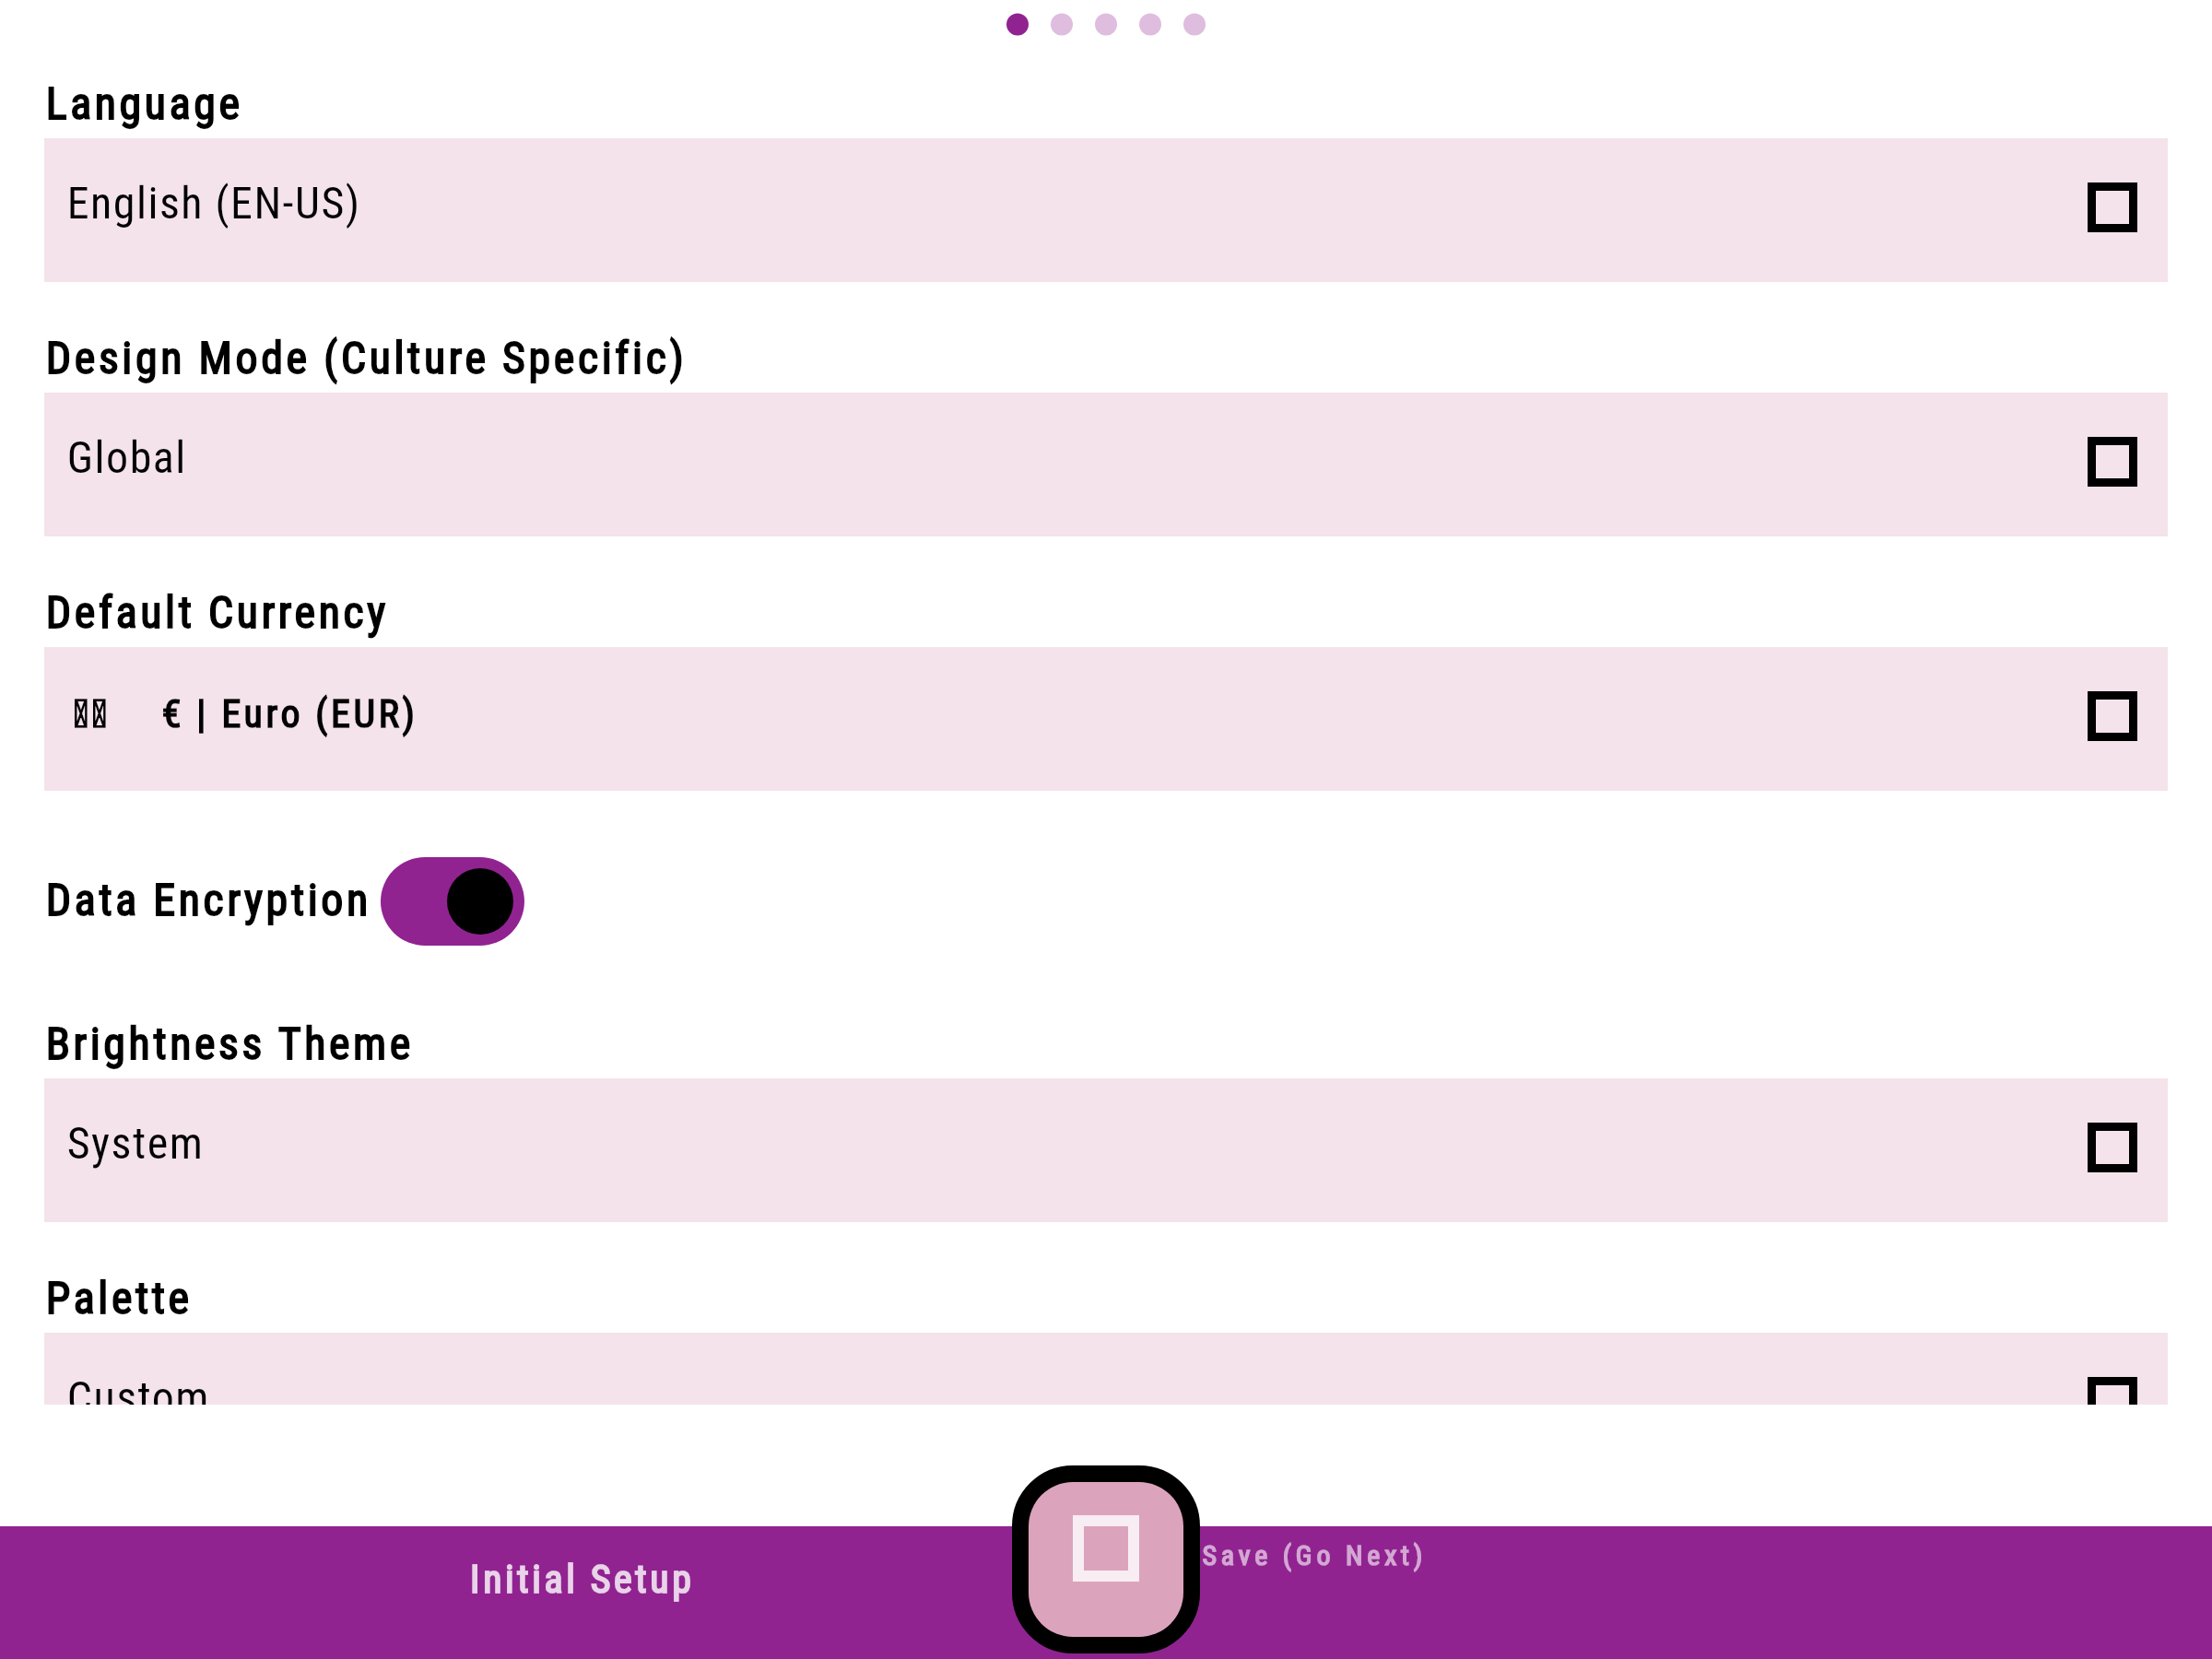 Language
English (EN-US)
Design Mode (Culture Specific)
Global
Default Currency
€ | Euro (EUR)
Data Encryption
Brightness Theme
System
Palette
Custom
Save (Go Next)
Initial Setup